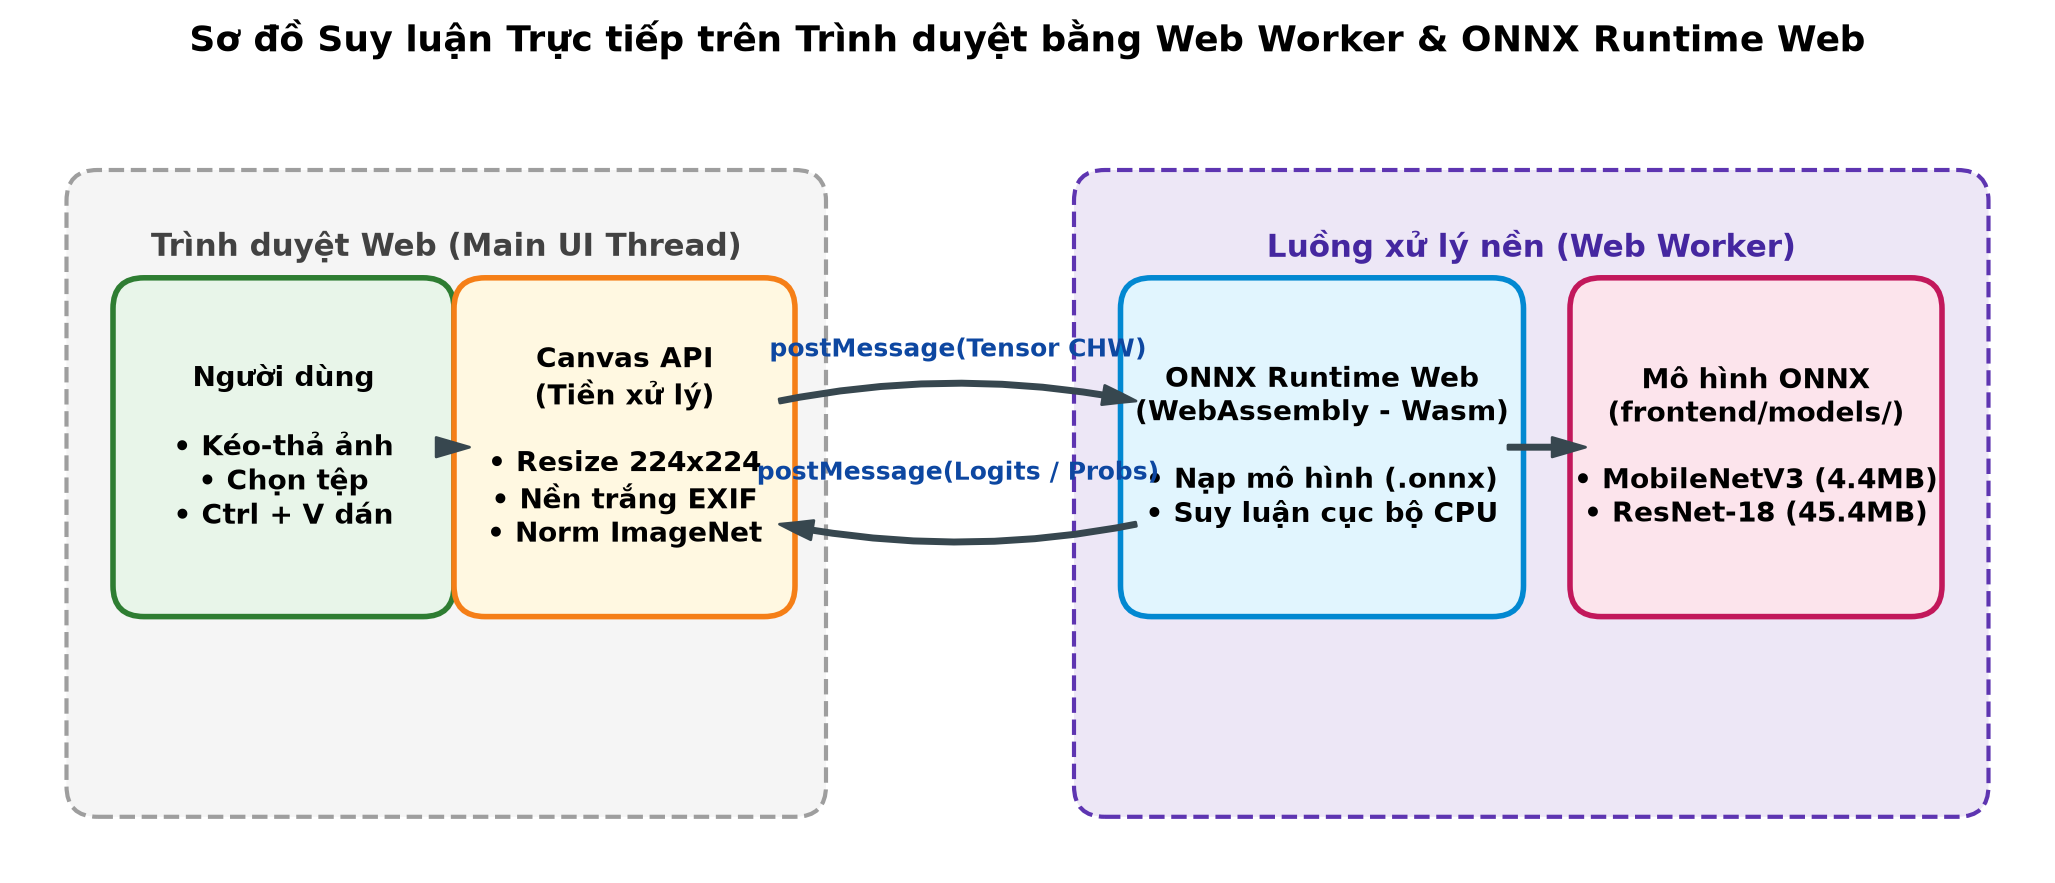 Sơ đồ Suy luận Trực tiếp trên Trình duyệt bằng Web Worker & ONNX Runtime Web
Trình duyệt Web (Main UI Thread)
Người dùng
• Kéo-thả ảnh
• Chọn tệp
• Ctrl + V dán
Canvas API
(Tiền xử lý)
• Resize 224x224
• Nền trắng EXIF
• Norm ImageNet
postMessage(Tensor CHW)
postMessage(Logits / Probs)
Luồng xử lý nền (Web Worker)
ONNX Runtime Web
(WebAssembly - Wasm)
• Nạp mô hình (.onnx)
• Suy luận cục bộ CPU
Mô hình ONNX
(frontend/models/)
• MobileNetV3 (4.4MB)
• ResNet-18 (45.4MB)